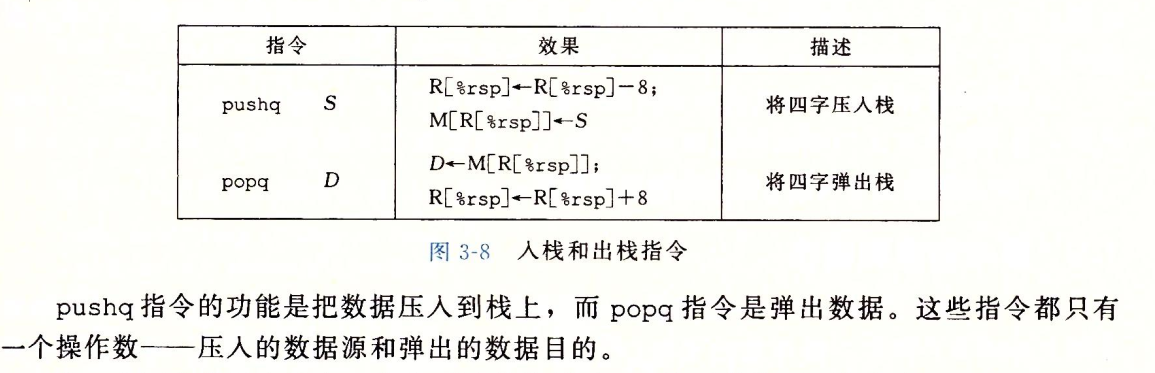 指令 效果 描述
pushq S R[%rsp]←R[%rsp]−8; 将四字压入栈
M[R[%rsp]]←S
popq D D←M[R[%rsp]]; 将四字弹出栈
R[%rsp]←R[%rsp]+8
图 3-8 入栈和出栈指令
pushq 指令的功能是把数据压入到栈上，而 popq 指令是弹出数据。这些指令都只有
一个操作数——压入的数据源和弹出的数据目的。